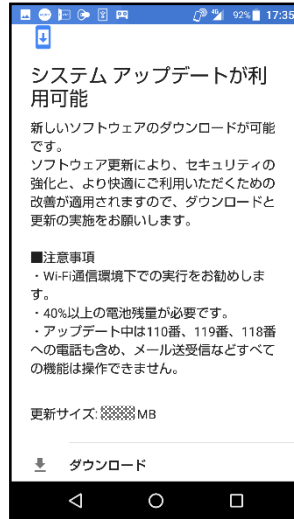 92% 17:35
システム アップデートが利
用可能
新しいソフトウェアのダウンロードが可能
です。
ソフトウェア更新により、セキュリティの
強化と、より快適にご利用いただくための
改善が適用されますので、ダウンロードと
更新の実施をお願いします。
■注意事項
・Wi-Fi通信環境下での実行をお勧めしま
す。
・40%以上の電池残量が必要です。
・アップデート中は110番、119番、118番
への電話も含め、メール送受信などすべて
の機能は操作できません。
更新サイズ: MB
ダウンロード